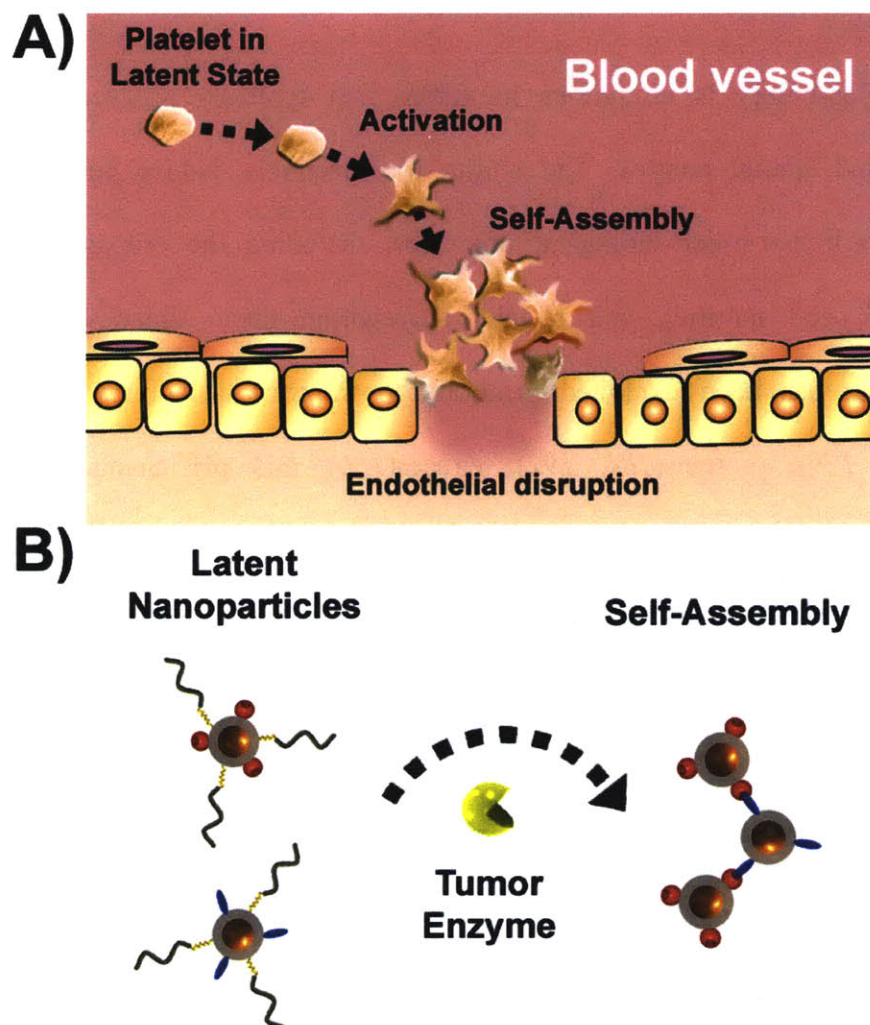 A)
Platelet in
Latent State
Blood vessel
Activation
Self-Assembly
Endothelial disruption
B)
Latent
Nanoparticles
Self-Assembly
Tumor
Enzyme